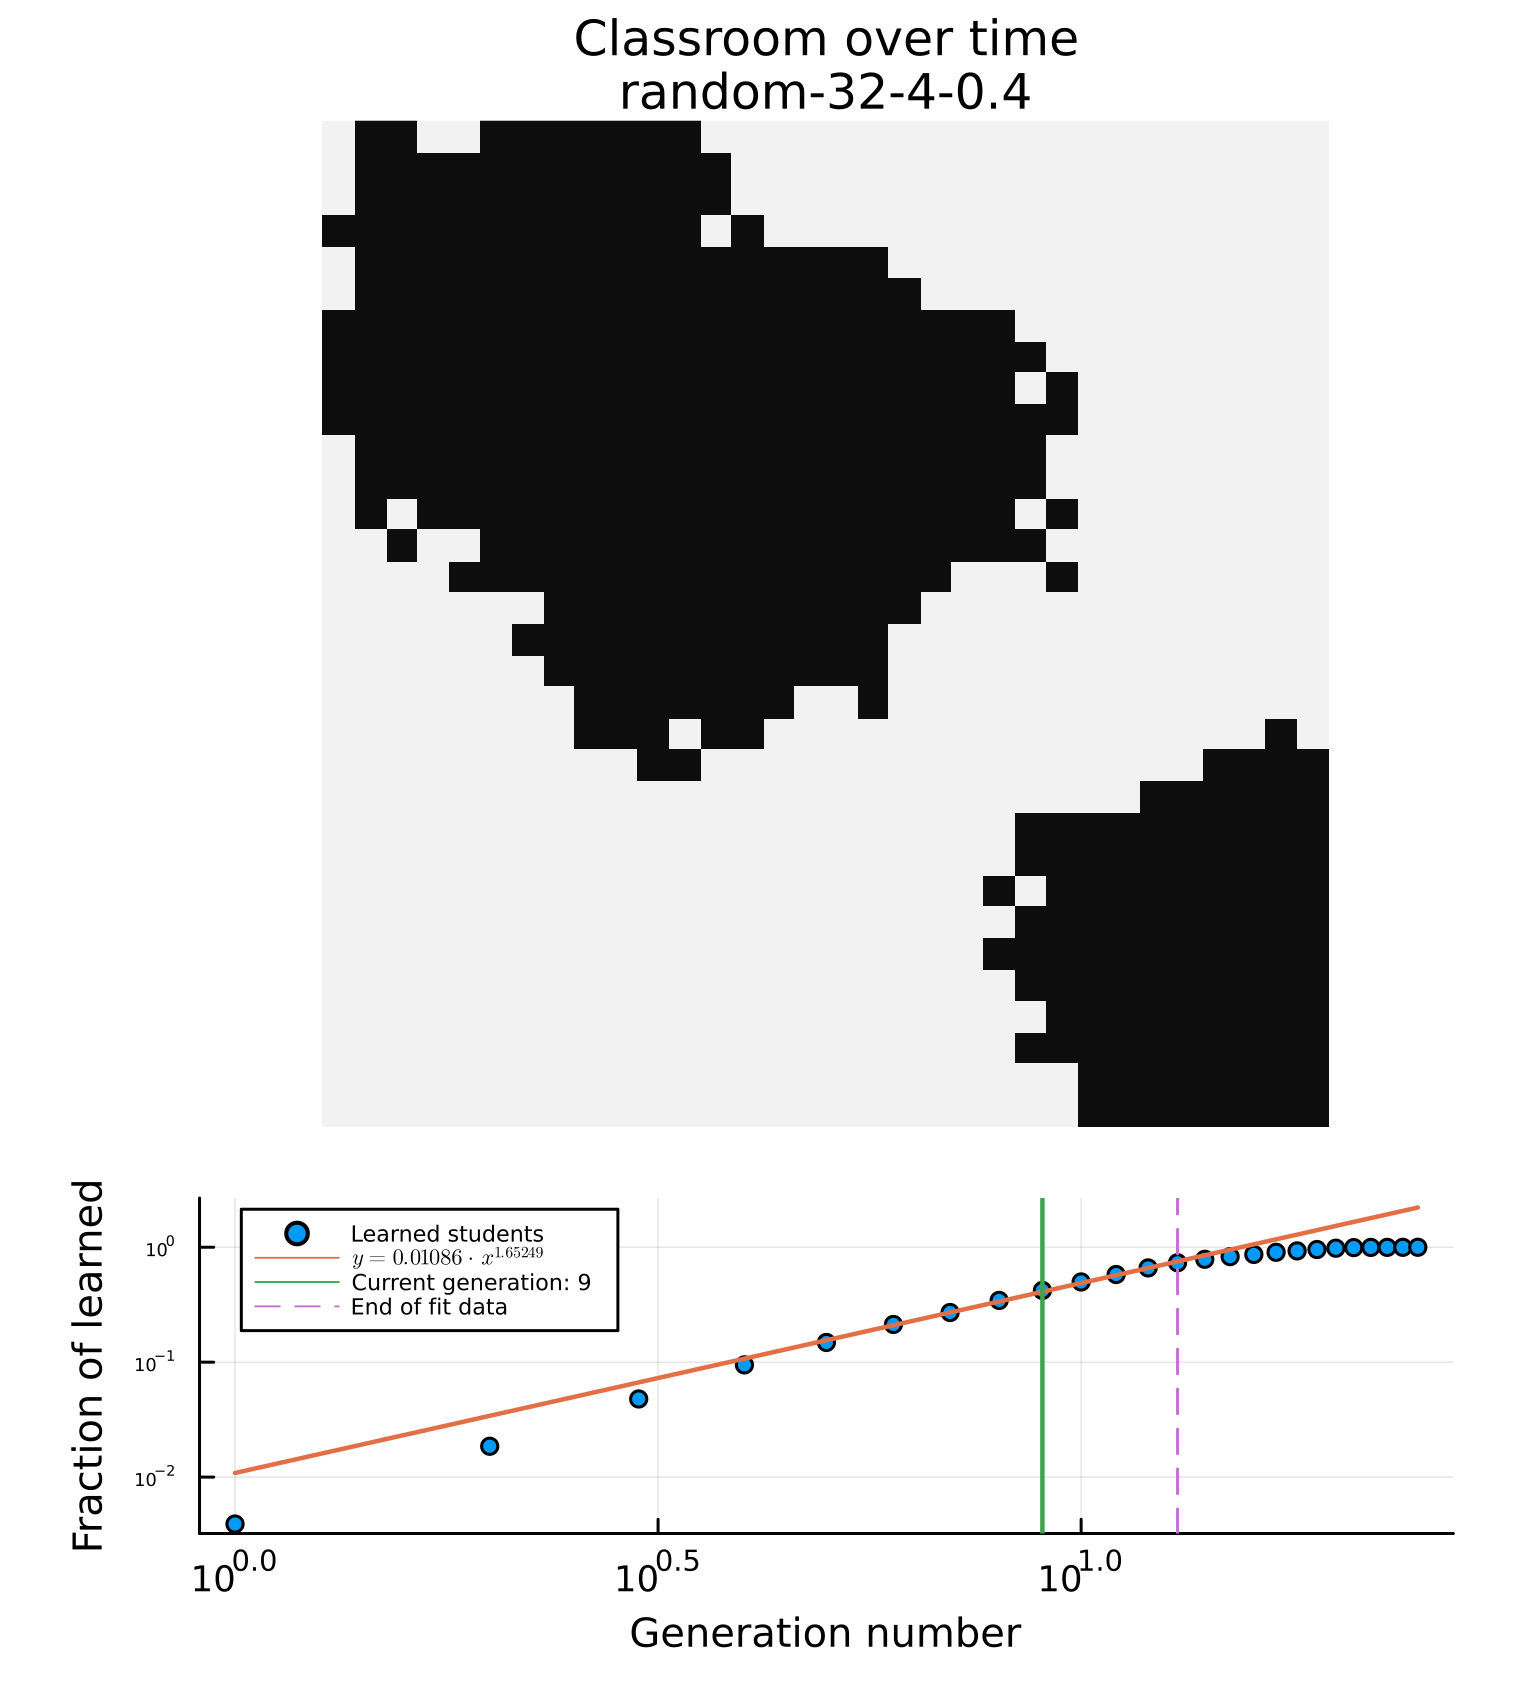 Classroom over time
random-32-4-0.4
Fraction of learned
10⁰
10⁻¹
10⁻²
Learned students
y = 0.01086 · x^1.65249
Current generation: 9
End of fit data
10^0.0
10^0.5
10^1.0
Generation number